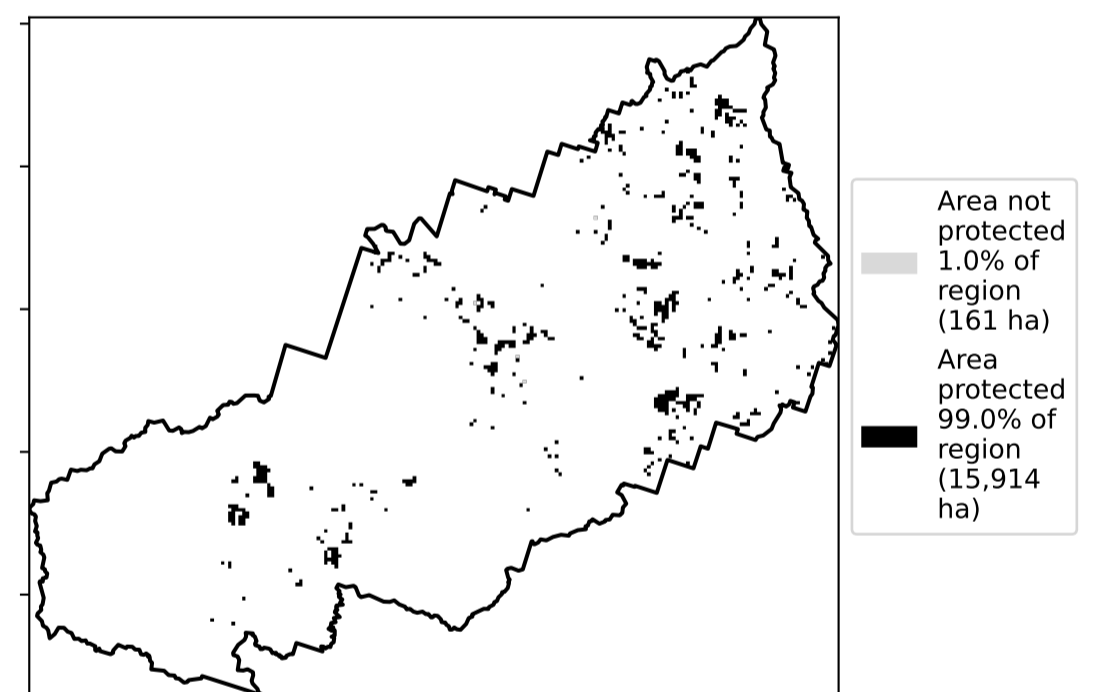 Area not
protected
1.0% of
region
(161 ha)
Area
protected
99.0% of
region
(15,914
ha)